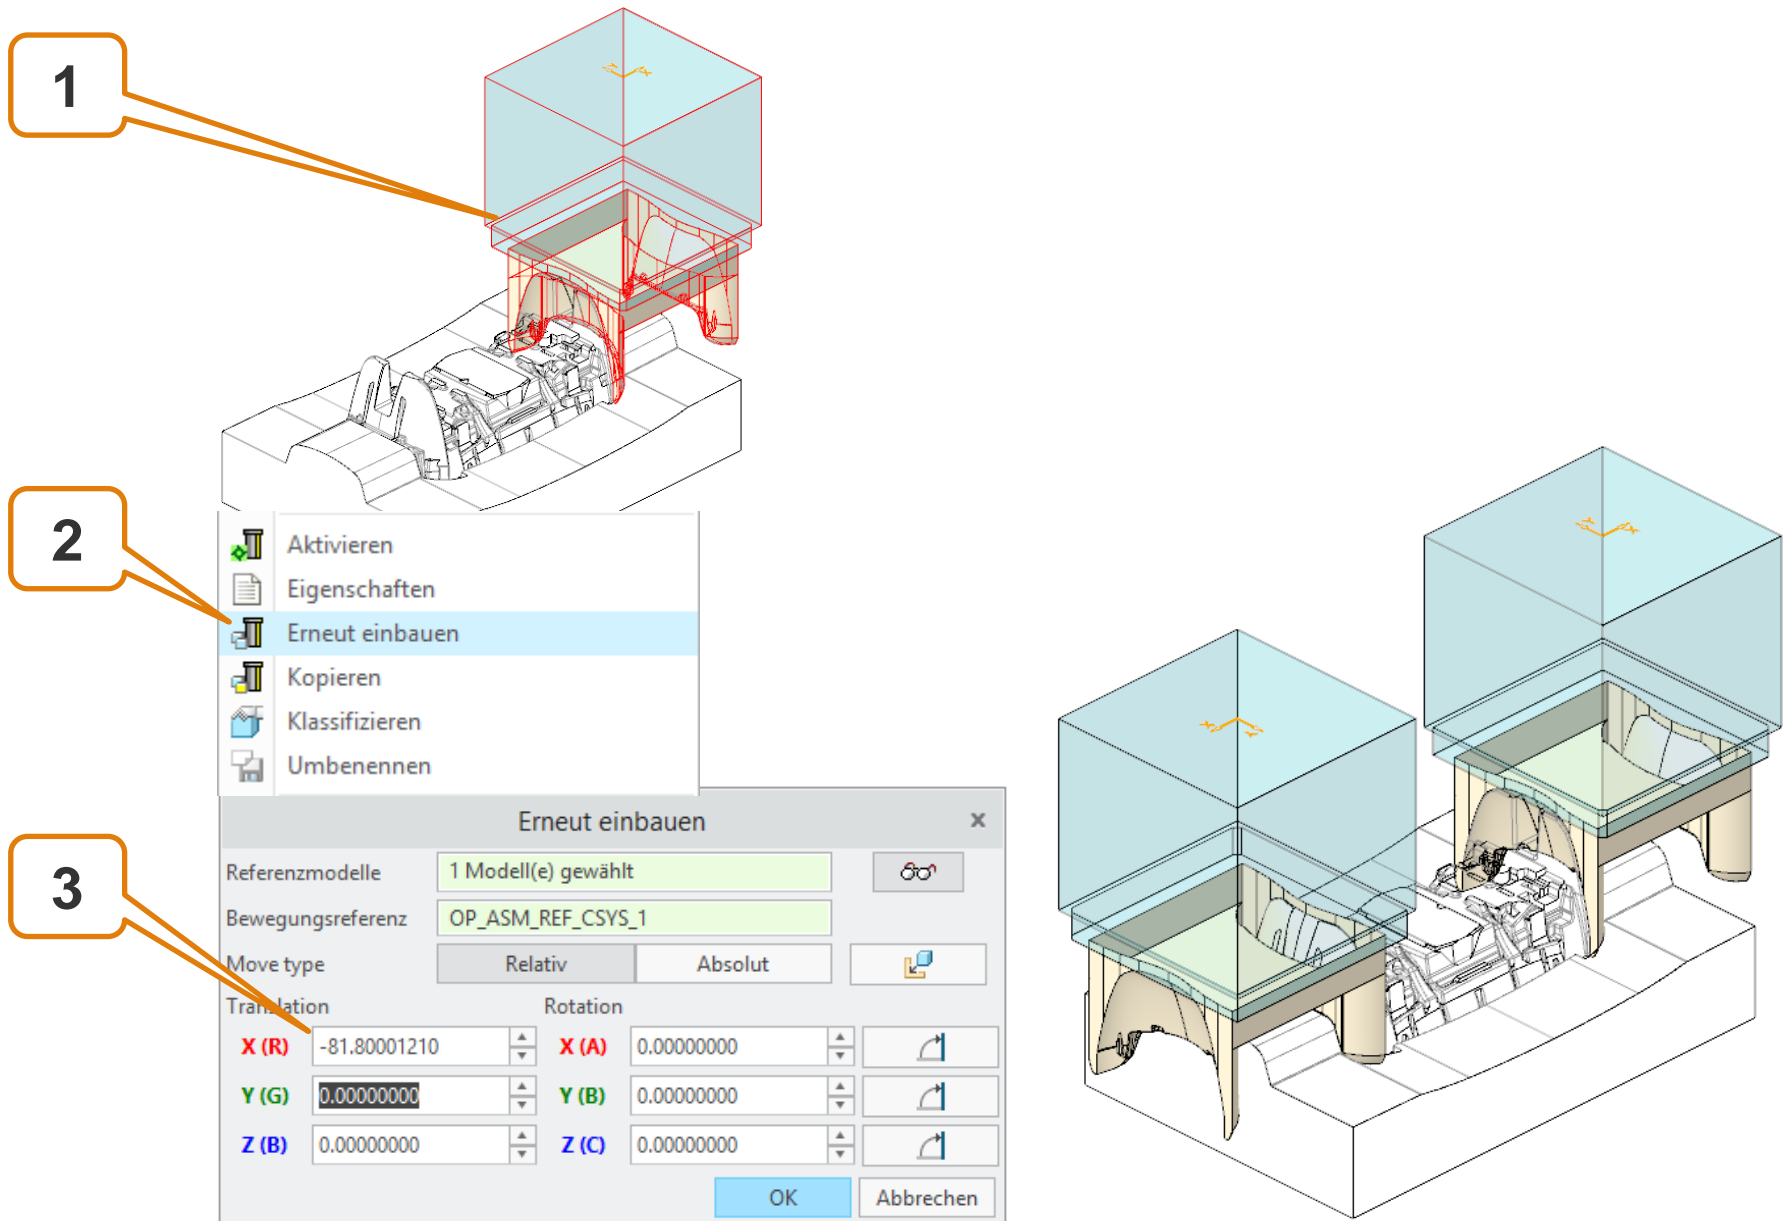 1
2
Aktivieren
Eigenschaften
Erneut einbauen
Kopieren
Klassifizieren
Umbenennen
3
Erneut einbauen
Referenzmodelle 1 Modell(e) gewählt
Bewegungsreferenz OP_ASM_REF_CSYS_1
Move type Relativ Absolut
Translation Rotation
X (R) -81.80001210 X (A) 0.00000000
Y (G) 0.00000000 Y (B) 0.00000000
Z (B) 0.00000000 Z (C) 0.00000000
OK Abbrechen